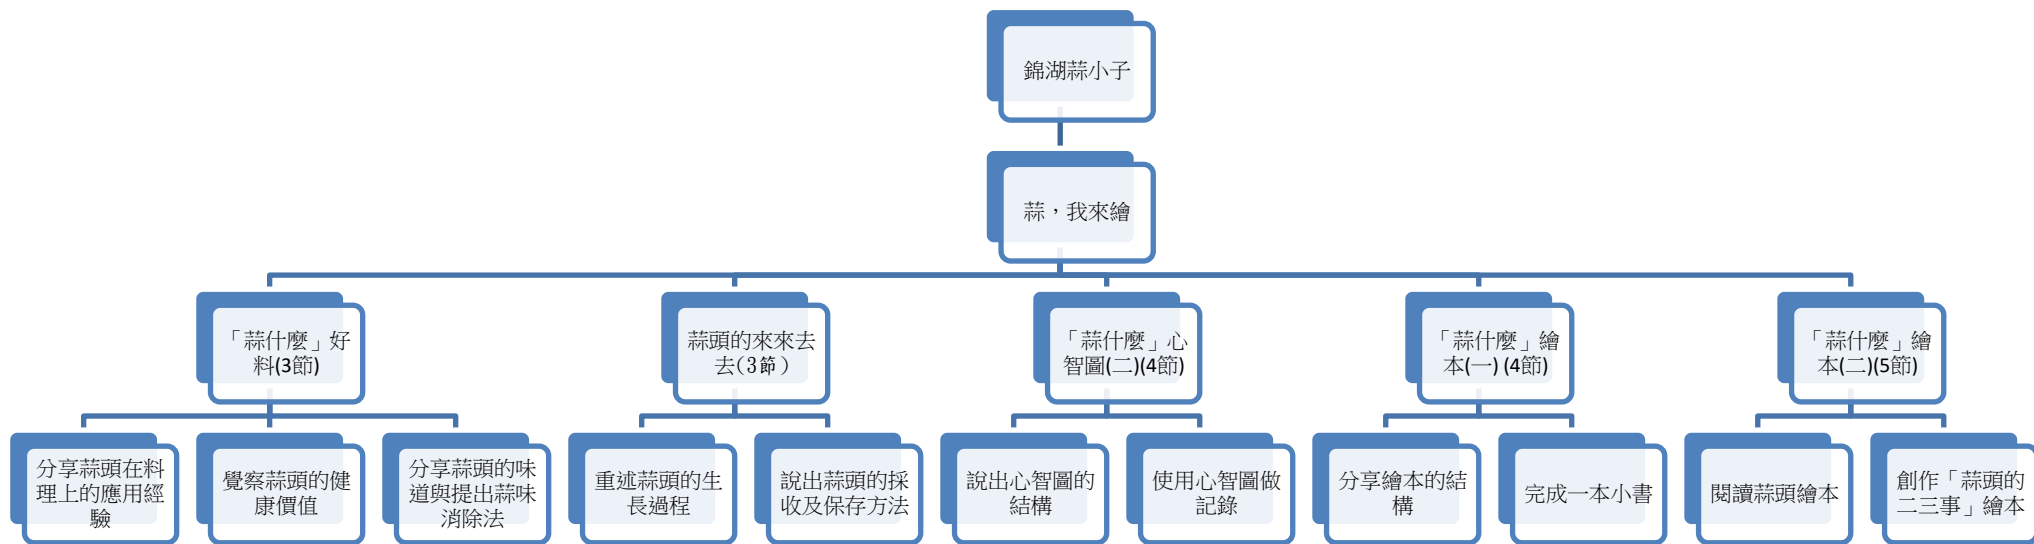 錦湖蒜小子
蒜，我來繪
「蒜什麼」好
料(3節)
蒜頭的來來去
去(3節）
「蒜什麼」心
智圖(二)(4節)
「蒜什麼」繪
本(一) (4節)
「蒜什麼」繪
本(二)(5節)
分享蒜頭在料
理上的應用經
驗
覺察蒜頭的健
康價值
分享蒜頭的味
道與提出蒜味
消除法
重述蒜頭的生
長過程
說出蒜頭的採
收及保存方法
說出心智圖的
結構
使用心智圖做
記錄
分享繪本的結
構
完成一本小書
閱讀蒜頭繪本
創作「蒜頭的
二三事」繪本